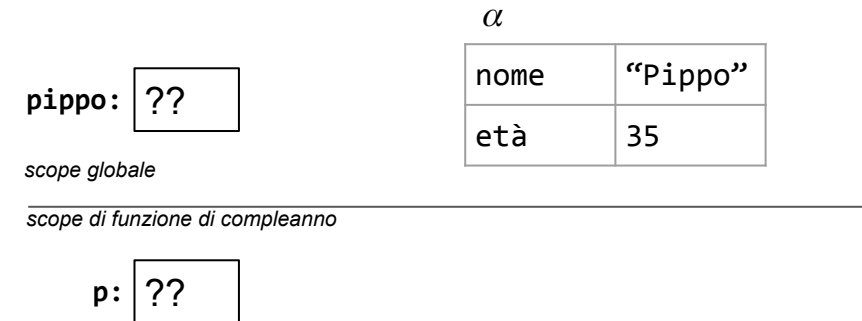 α
nome “Pippo”
pippo: ??
età 35
scope globale
scope di funzione di compleanno
p: ??